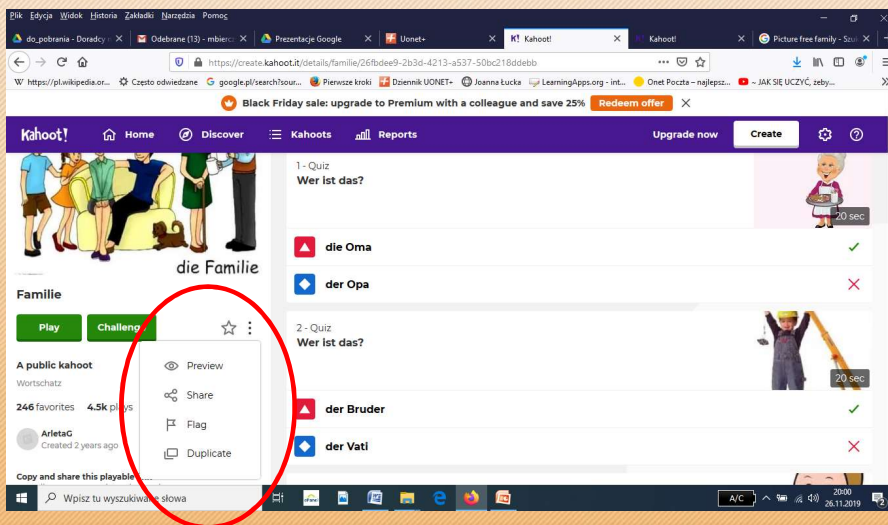 Plik Edycja Widok Historia Zakładki Narzędzia Pomoc
do_pobrania - Doradcy
Odebrane (13) - mbierc
Prezentacje Google
Uonet+
Kahoot!
Kahoot!
Picture free family - Szuk
https://create.kahoot.it/details/familie/26fbdee9-2b3d-4213-a537-50bc218ddebb
https://pl.wikipedia.or...
Często odwiedzane
google.pl/search?sour...
Pierwsze kroki
Dziennik UONET+
Joanna Łucka
LearningApps.org - int...
Onet Poczta – najlepsz...
~ JAK SIĘ UCZYĆ, żeby...
Black Friday sale: upgrade to Premium with a colleague and save 25% Redeem offer
Kahoot! Home Discover Kahoots Reports Upgrade now Create
die Familie
Familie
Play Challenge
A public kahoot
Wortschatz
246 favorites 4.5k plays
ArletaG
Created 2 years ago
Copy and share this playable
Preview
Share
Flag
Duplicate
1 - Quiz
Wer ist das?
20 sec
die Oma
der Opa
2 - Quiz
Wer ist das?
20 sec
der Bruder
der Vati
Wpisz tu wyszukiwane słowa
A/C
20:00
26.11.2019